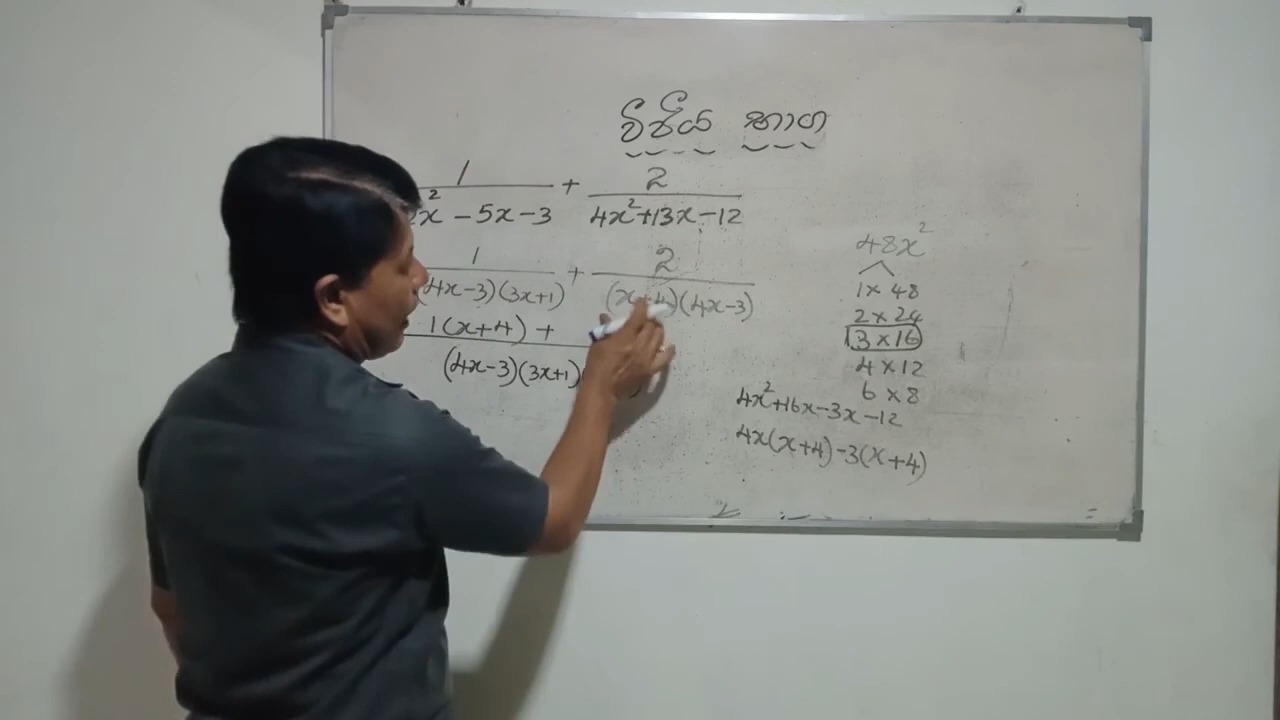 වීජීය භාග
1/2x² − 5x − 3 + 2/4x² + 13x − 12
1/(4x−3)(3x+1) + 2/(x+4)(4x−3)
1(x+4) +
(4x−3)(3x+1)
48x²
1 × 48
2 × 24
3 × 16
4 × 12
6 × 8
4x² + 16x − 3x − 12
4x(x+4) − 3(x+4)